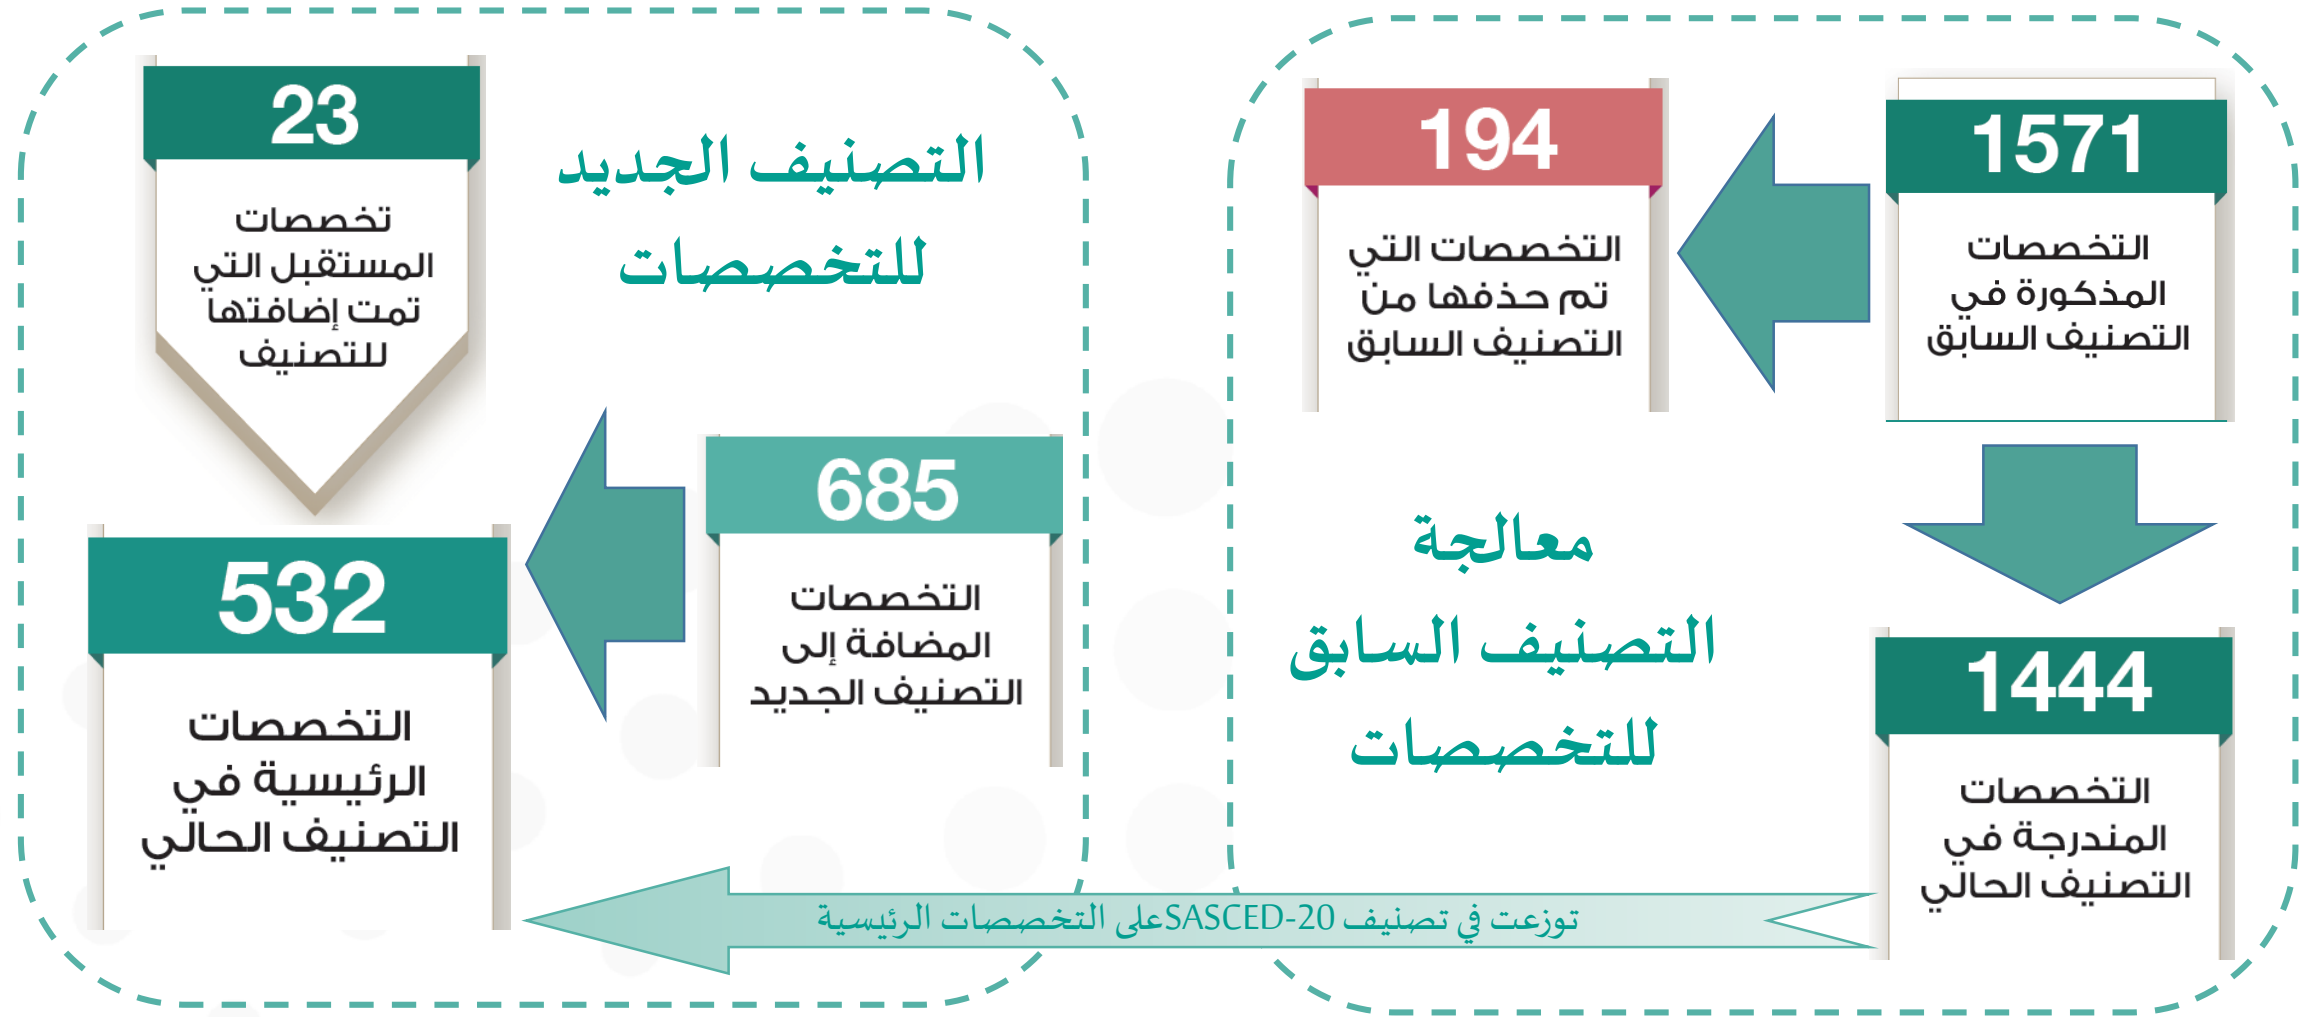 1571
التخصصات
المذكورة في
التصنيف السابق
194
التخصصات التي
تم حذفها من
التصنيف السابق
معالجة
التصنيف السابق
للتخصصات
1444
التخصصات
المندرجة في
التصنيف الحالي
توزعت في تصنيف SASCED-20على التخصصات الرئيسية
التصنيف الجديد
للتخصصات
23
تخصصات
المستقبل التي
تمت إضافتها
للتصنيف
685
التخصصات
المضافة إلى
التصنيف الجديد
532
التخصصات
الرئيسية في
التصنيف الحالي